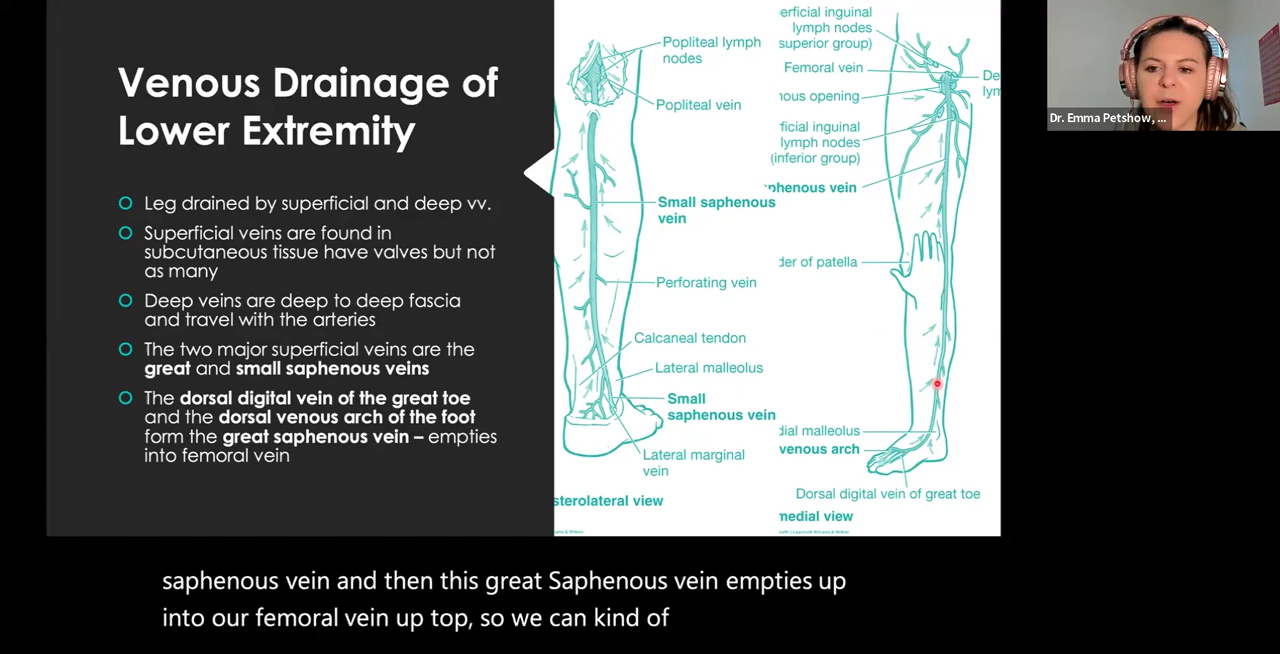 Venous Drainage of
Lower Extremity
Leg drained by superficial and deep vv.
Superficial veins are found in
subcutaneous tissue have valves but not
as many
Deep veins are deep to deep fascia
and travel with the arteries
The two major superficial veins are the
great and small saphenous veins
The dorsal digital vein of the great toe
and the dorsal venous arch of the foot
form the great saphenous vein – empties
into femoral vein
Popliteal lymph
nodes
Popliteal vein
Small saphenous
vein
Perforating vein
Calcaneal tendon
Lateral malleolus
Small
saphenous vein
Lateral marginal
vein
sterolateral view
erficial inguinal
lymph nodes
superior group)
Femoral vein
nous opening
rficial inguinal
lymph nodes
(inferior group)
phenous vein
der of patella
dial malleolus
venous arch
Dorsal digital vein of great toe
medial view
De
lym
Dr. Emma Petshow, ...
saphenous vein and then this great Saphenous vein empties up
into our femoral vein up top, so we can kind of